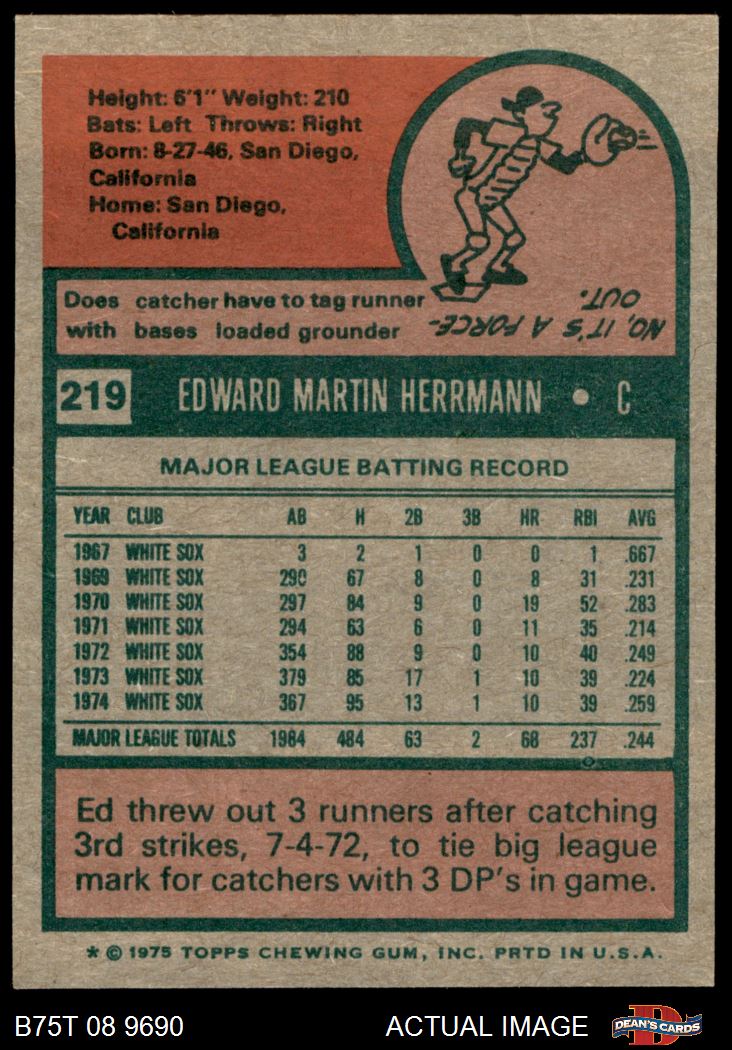 Height: 6'1" Weight: 210
Bats: Left Throws: Right
Born: 8-27-46, San Diego,
California
Home: San Diego,
California
Does catcher have to tag runner
with bases loaded grounder
NO, IT'S A FORCE-
OUT.
219 EDWARD MARTIN HERRMANN • C
MAJOR LEAGUE BATTING RECORD
YEAR CLUB AB H 2B 3B HR RBI AVG
1967 WHITE SOX 3 2 1 0 0 1 .667
1969 WHITE SOX 290 67 8 0 8 31 .231
1970 WHITE SOX 297 84 9 0 19 52 .283
1971 WHITE SOX 294 63 6 0 11 35 .214
1972 WHITE SOX 354 88 9 0 10 40 .249
1973 WHITE SOX 379 85 17 1 10 39 .224
1974 WHITE SOX 367 95 13 1 10 39 .259
MAJOR LEAGUE TOTALS 1984 484 63 2 68 237 .244
Ed threw out 3 runners after catching
3rd strikes, 7-4-72, to tie big league
mark for catchers with 3 DP's in game.
* © 1975 TOPPS CHEWING GUM, INC. PRTD IN U.S.A.
B75T 08 9690 ACTUAL IMAGE D DEAN'S CARDS